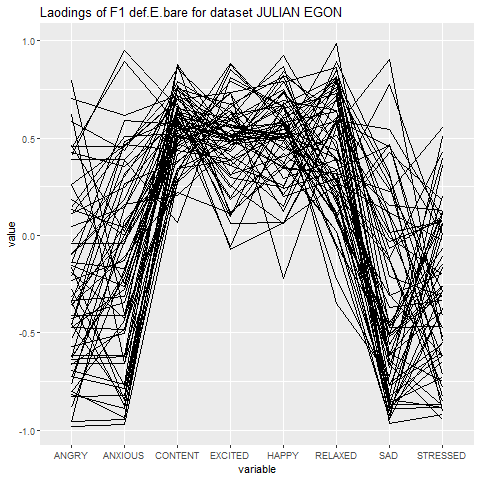 Laodings of F1 def.E.bare for dataset JULIAN EGON
1.0
0.5
0.0
-0.5
-1.0
value
ANGRY ANXIOUS CONTENT EXCITED HAPPY RELAXED SAD STRESSED
variable